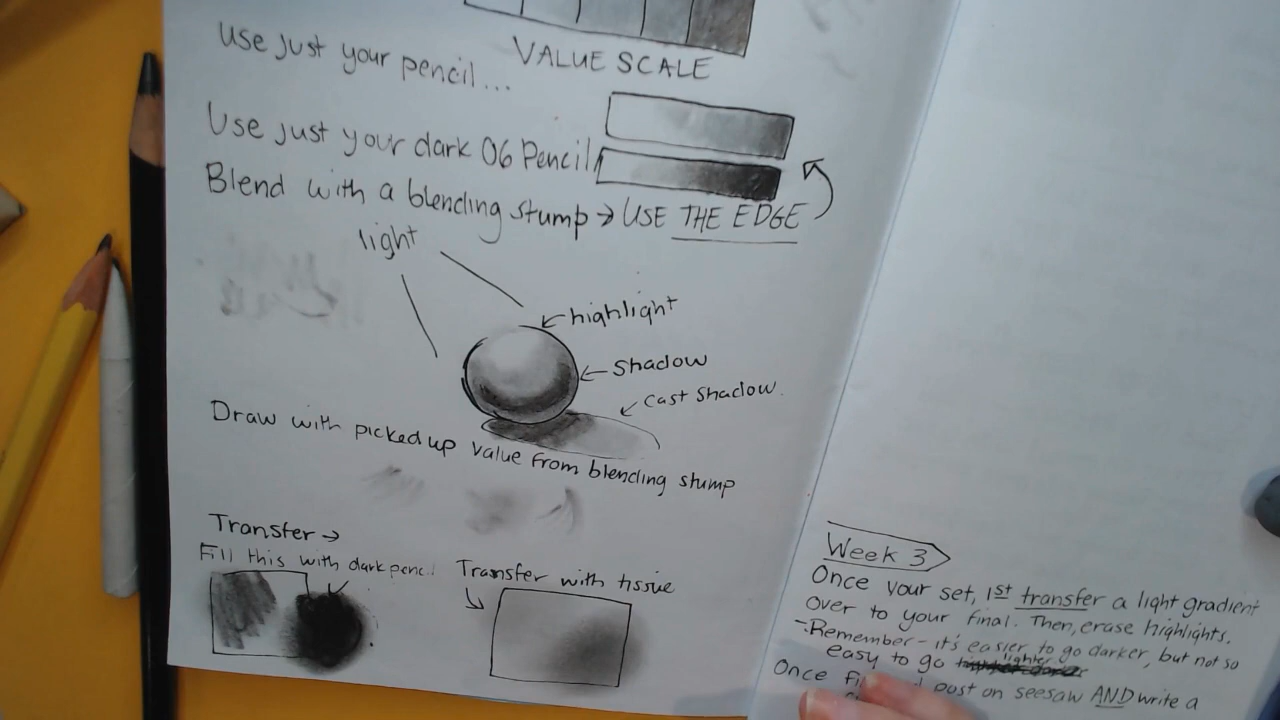 VALUE SCALE
Use just your pencil...
Use just your dark 06 Pencil
Blend with a blending stump → USE THE EDGE
light
highlight
shadow
cast shadow.
Draw with picked up value from blending stump
Transfer →
Fill this with dark penc..
Transfer with tissue
Week 3
Once your set, 1st transfer a light gradient
over to your final. Then, erase highlights.
-Remember- it's easier to go darker, but not so
easy to go lighter
Once post on seesaw AND write a